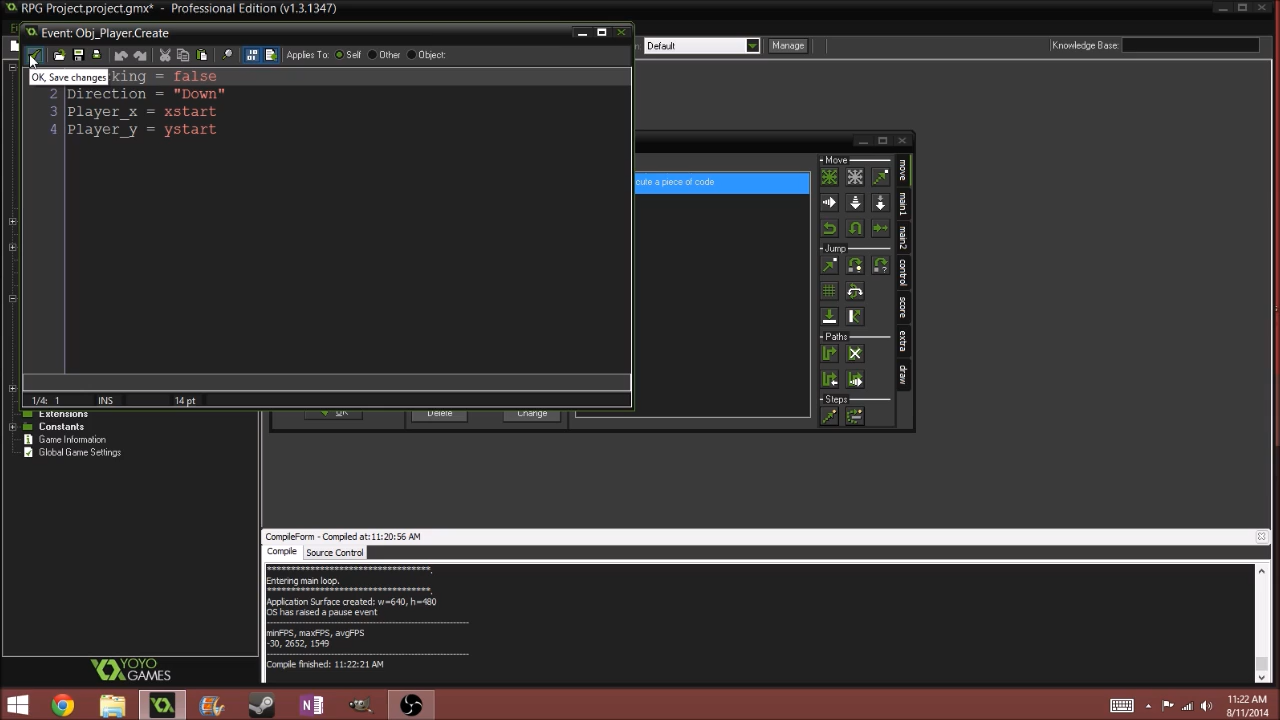 RPG Project.project.gmx* - Professional Edition (v1.3.1347)
Event: Obj_Player.Create
Default
Manage
Knowledge Base:
Applies To: Self Other Object:
OK, Save changes
king = false
2 Direction = "Down"
3 Player_x = xstart
4 Player_y = ystart
cute a piece of code
Move
Jump
Paths
Steps
move
main1
main2
control
score
extra
draw
1/4: 1 INS 14 pt
OK
Delete
Change
Extensions
Constants
Game Information
Global Game Settings
CompileForm - Compiled at:11:20:56 AM
Compile Source Control
**********************************.
Entering main loop.
**********************************.
Application Surface created: w=640, h=480
OS has raised a pause event
minFPS, maxFPS, avgFPS
-30, 2652, 1549
Compile finished: 11:22:21 AM
YOYO
GAMES
11:22 AM
8/11/2014